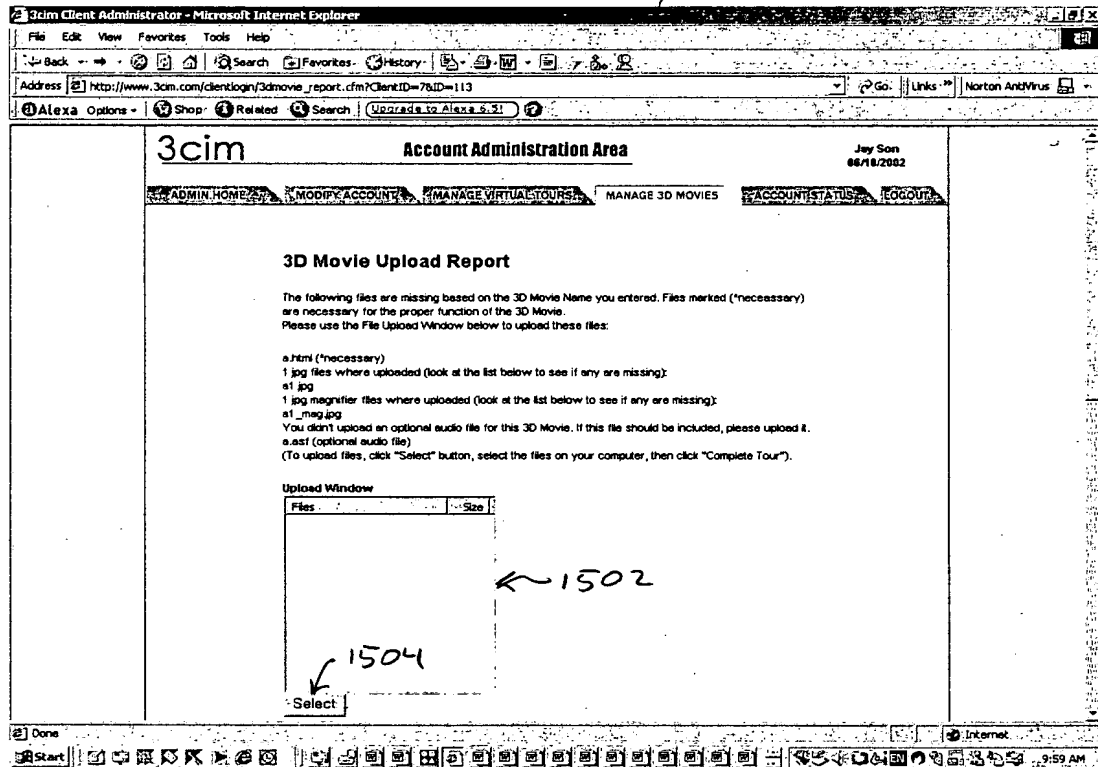 3cim Client Administrator - Microsoft Internet Explorer
File Edit View Favorites Tools Help
Back Search Favorites History
Address http://www.3cim.com/clientlogin/3dmovie_report.cfm?ClientID=7&ID=113 Go Links » Norton AntiVirus
Alexa Options Shop Related Search Upgrade to Alexa 6.5!
3cim Account Administration Area Jay Son
06/18/2002
ADMIN HOME MODIFY ACCOUNT MANAGE VIRTUAL TOURS MANAGE 3D MOVIES ACCOUNT STATUS LOGOUT
3D Movie Upload Report
The following files are missing based on the 3D Movie Name you entered. Files marked (*necessary)
are necessary for the proper function of the 3D Movie.
Please use the File Upload Window below to upload these files:
a.html (*necessary)
1 jpg files where uploaded (look at the list below to see if any are missing):
a1.jpg
1 jpg magnifier files where uploaded (look at the list below to see if any are missing):
a1_mag.jpg
You didn't upload an optional audio file for this 3D Movie. If this file should be included, please upload it.
a.asf (optional audio file)
(To upload files, click "Select" button, select the files on your computer, then click "Complete Tour").
Upload Window
Files Size
1502
1504
Select
Done Internet
Start 9:59 AM